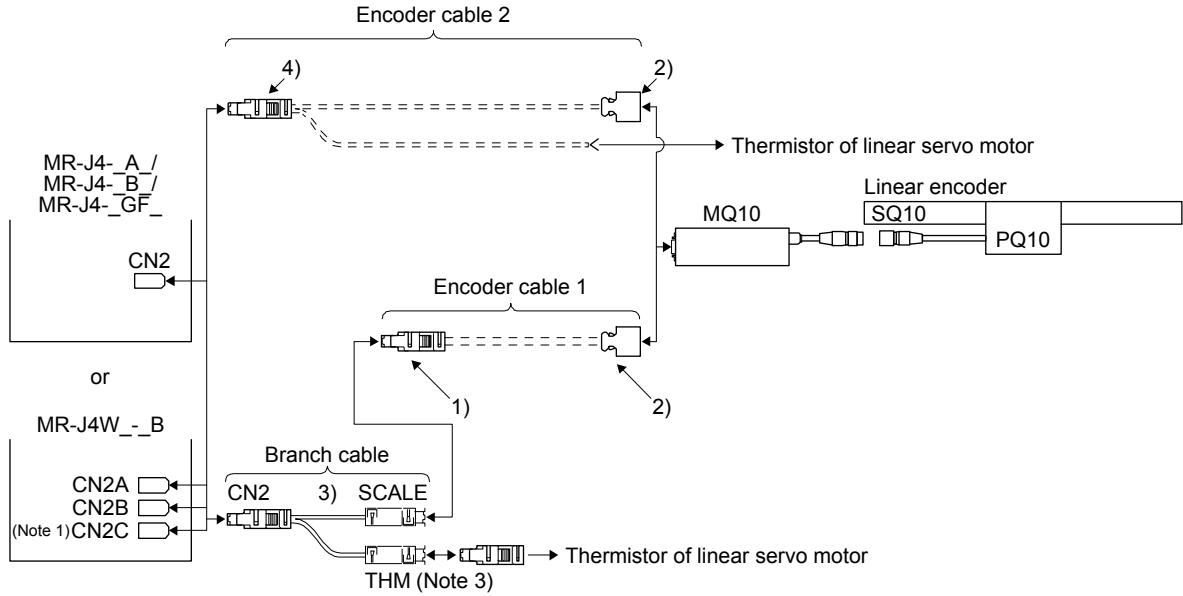 Encoder cable 2
4)
2)
Thermistor of linear servo motor
MR-J4-_A_/
MR-J4-_B_/
MR-J4-_GF_
CN2
Linear encoder
SQ10
MQ10
PQ10
Encoder cable 1
1)
2)
or
MR-J4W_-_B
CN2A
CN2B
(Note 1) CN2C
Branch cable
CN2 3) SCALE
Thermistor of linear servo motor
THM (Note 3)